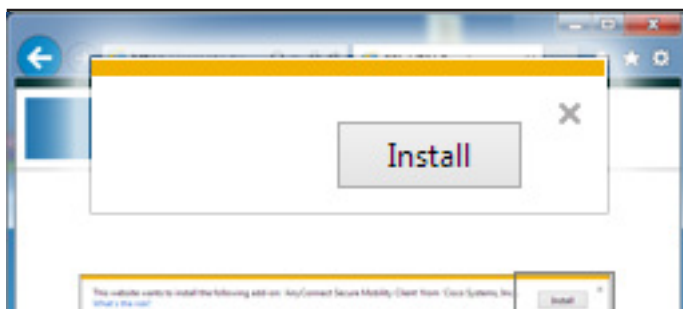 Install
This website wants to install the following add-on: 'AnyConnect Secure Mobility Client' from 'Cisco Systems, Inc.
What's the risk?
Install